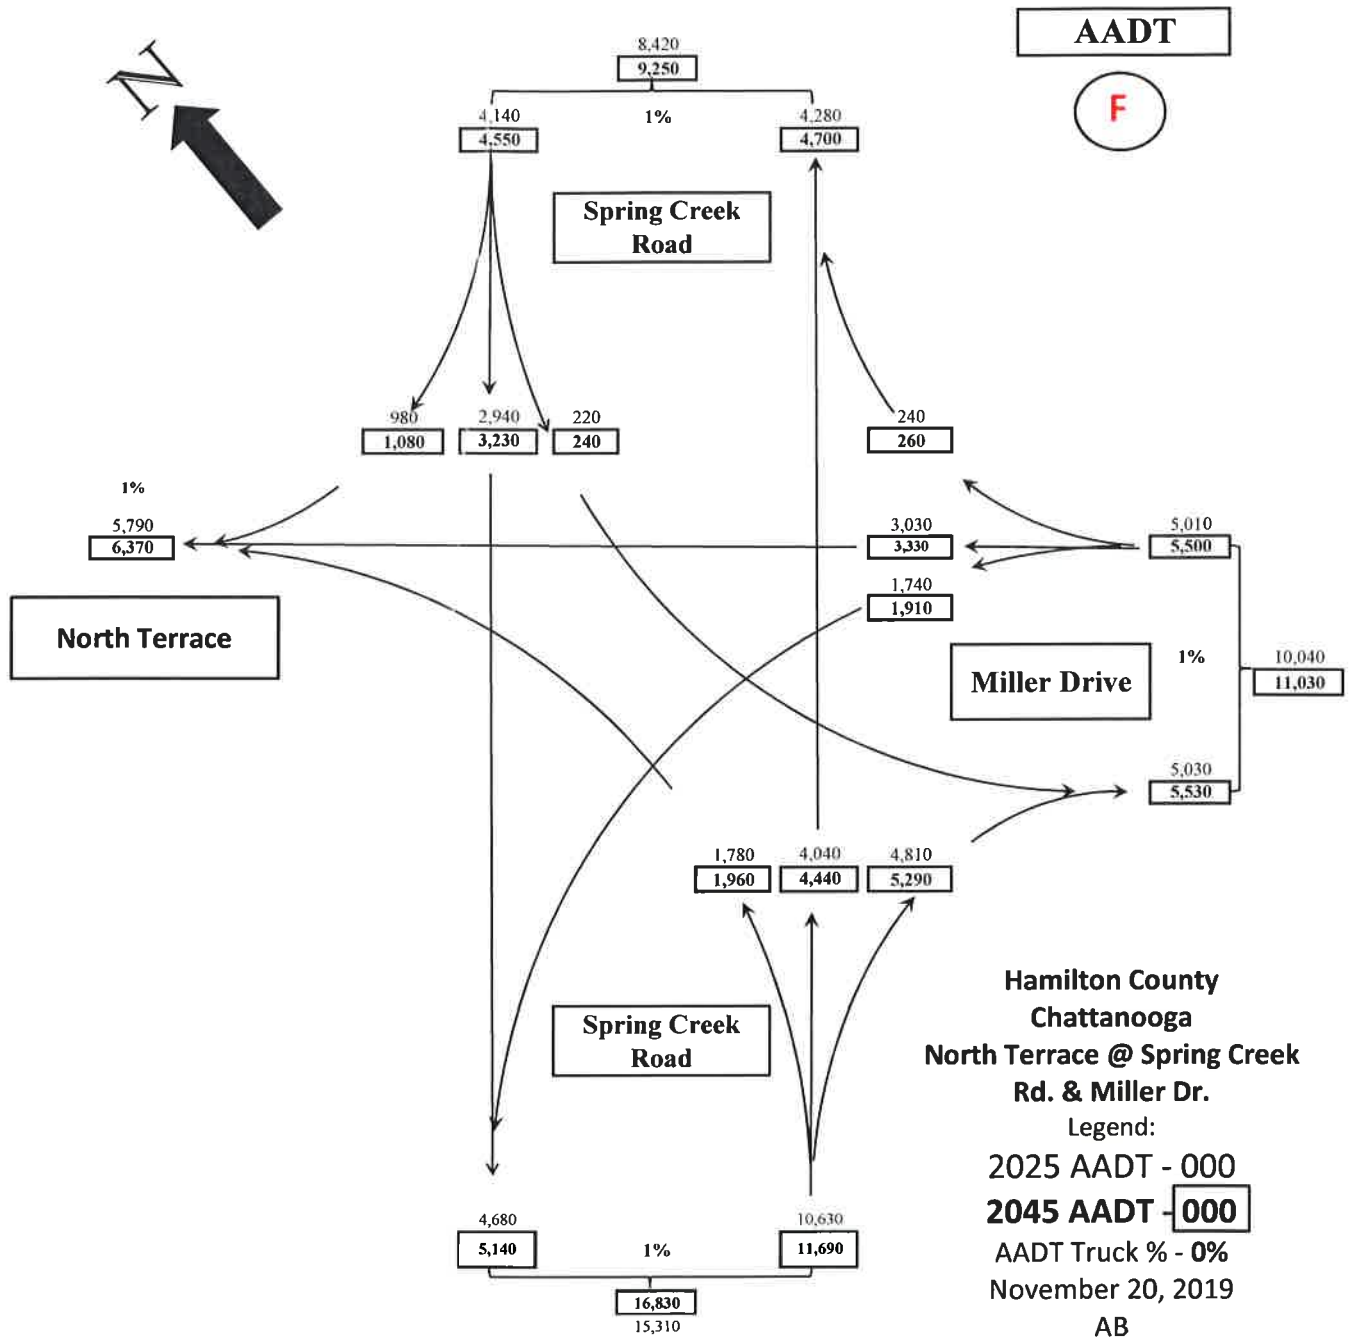 AADT
F
N
8,420
9,250
4,140
1%
4,280
4,550
4,700
Spring Creek
Road
980
2,940
220
240
1,080
3,230
240
260
1%
5,790
3,030
5,010
6,370
3,330
5,500
1,740
1,910
North Terrace
Miller Drive
1%
10,040
11,030
5,030
5,530
1,780
4,040
4,810
1,960
4,440
5,290
Spring Creek
Road
Hamilton County
Chattanooga
North Terrace @ Spring Creek
Rd. & Miller Dr.
Legend:
2025 AADT - 000
2045 AADT - 000
AADT Truck % - 0%
November 20, 2019
AB
4,680
10,630
5,140
1%
11,690
16,830
15,310